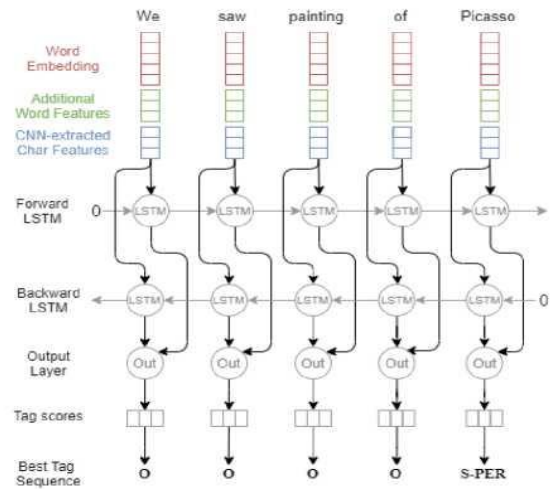 We saw painting of Picasso
Word
Embedding
Additional
Word Features
CNN-extracted
Char Features
Forward
LSTM
0 LSTM LSTM LSTM LSTM LSTM
Backward
LSTM
LSTM LSTM LSTM LSTM LSTM 0
Output
Layer
Out Out Out Out Out
Tag scores
Best Tag
Sequence
O O O O S-PER